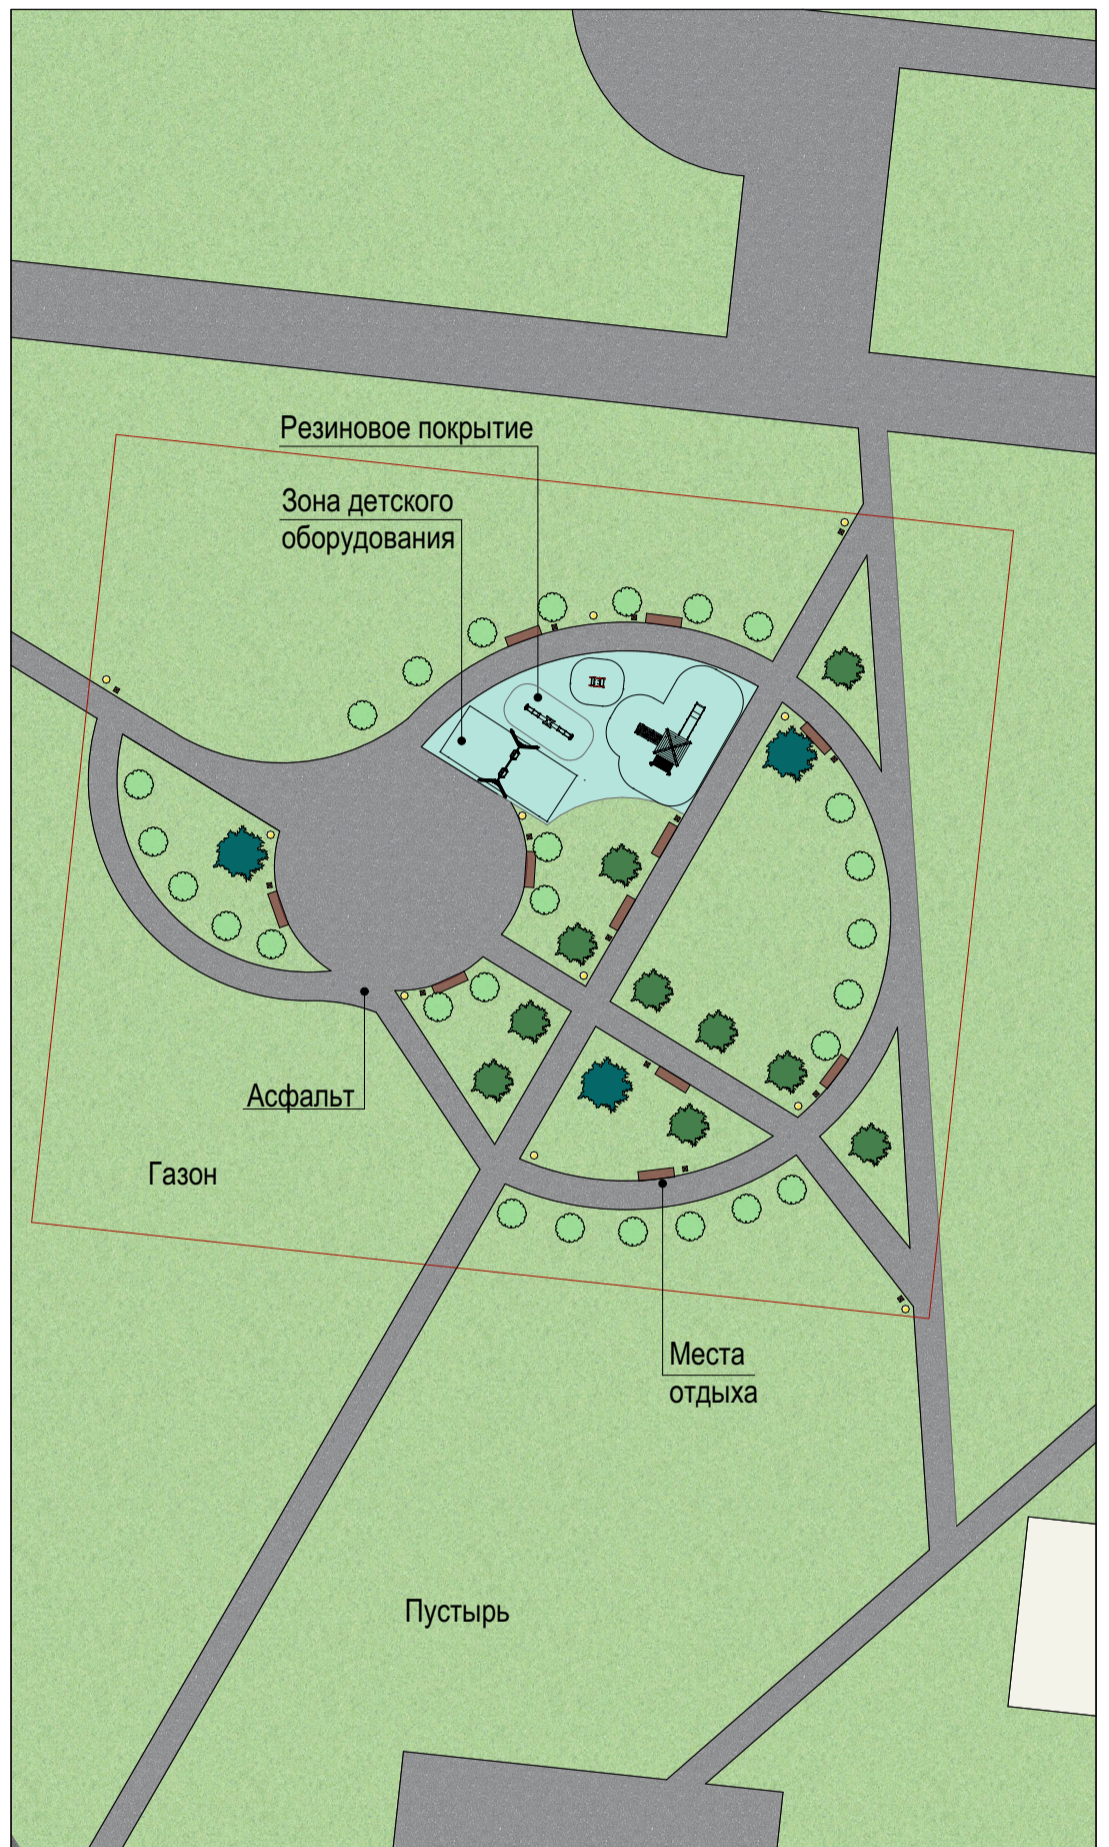 Резиновое покрытие
Зона детского
оборудования
Асфальт
Газон
Места
отдыха
Пустырь